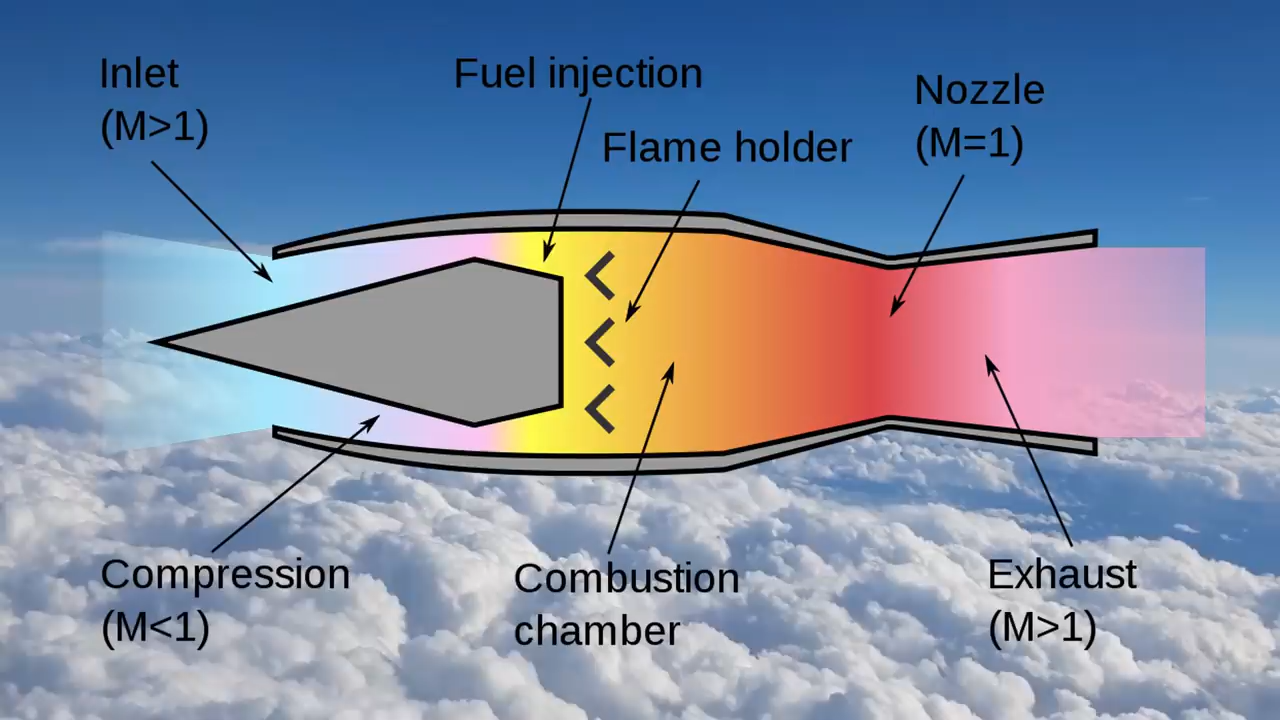 Inlet
(M>1)
Fuel injection
Flame holder
Nozzle
(M=1)
Compression
(M<1)
Combustion
chamber
Exhaust
(M>1)